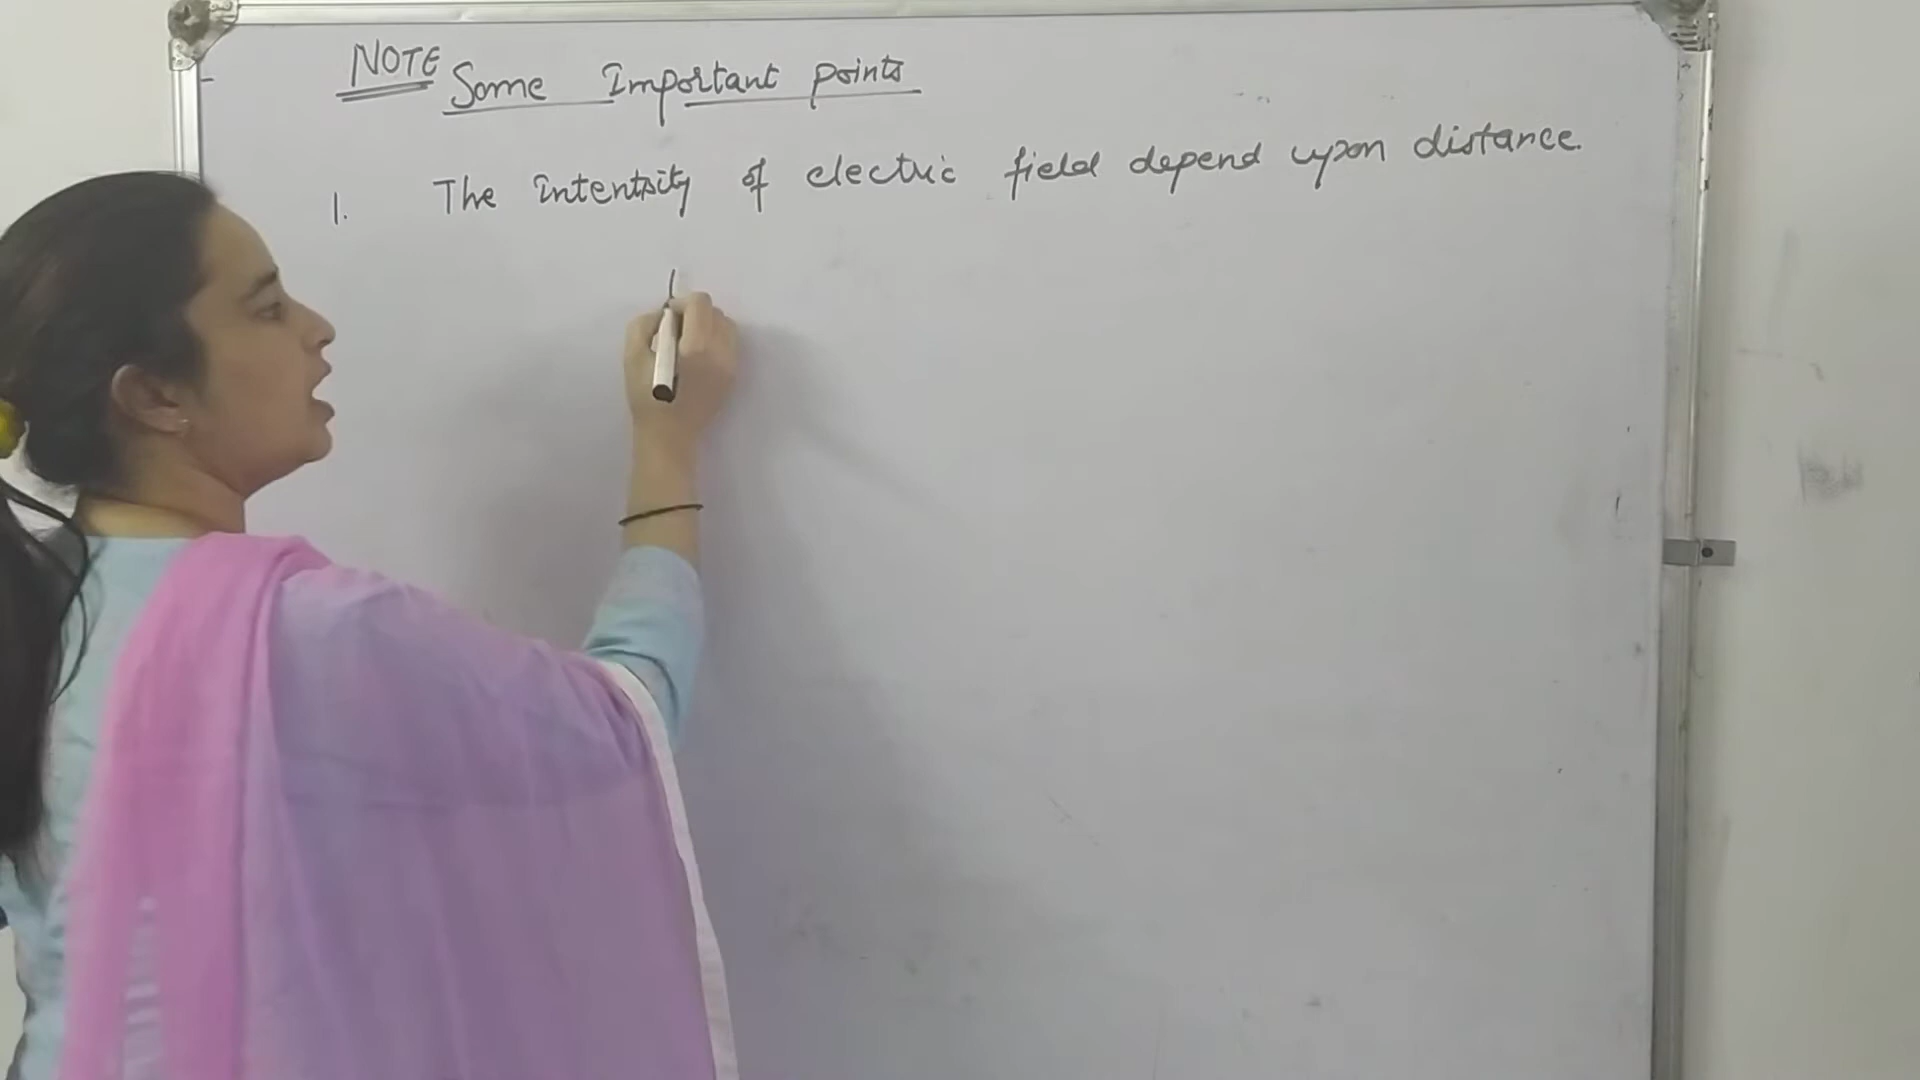 NOTE Some Important points
1. The intentsity of electric field depend upon distance.